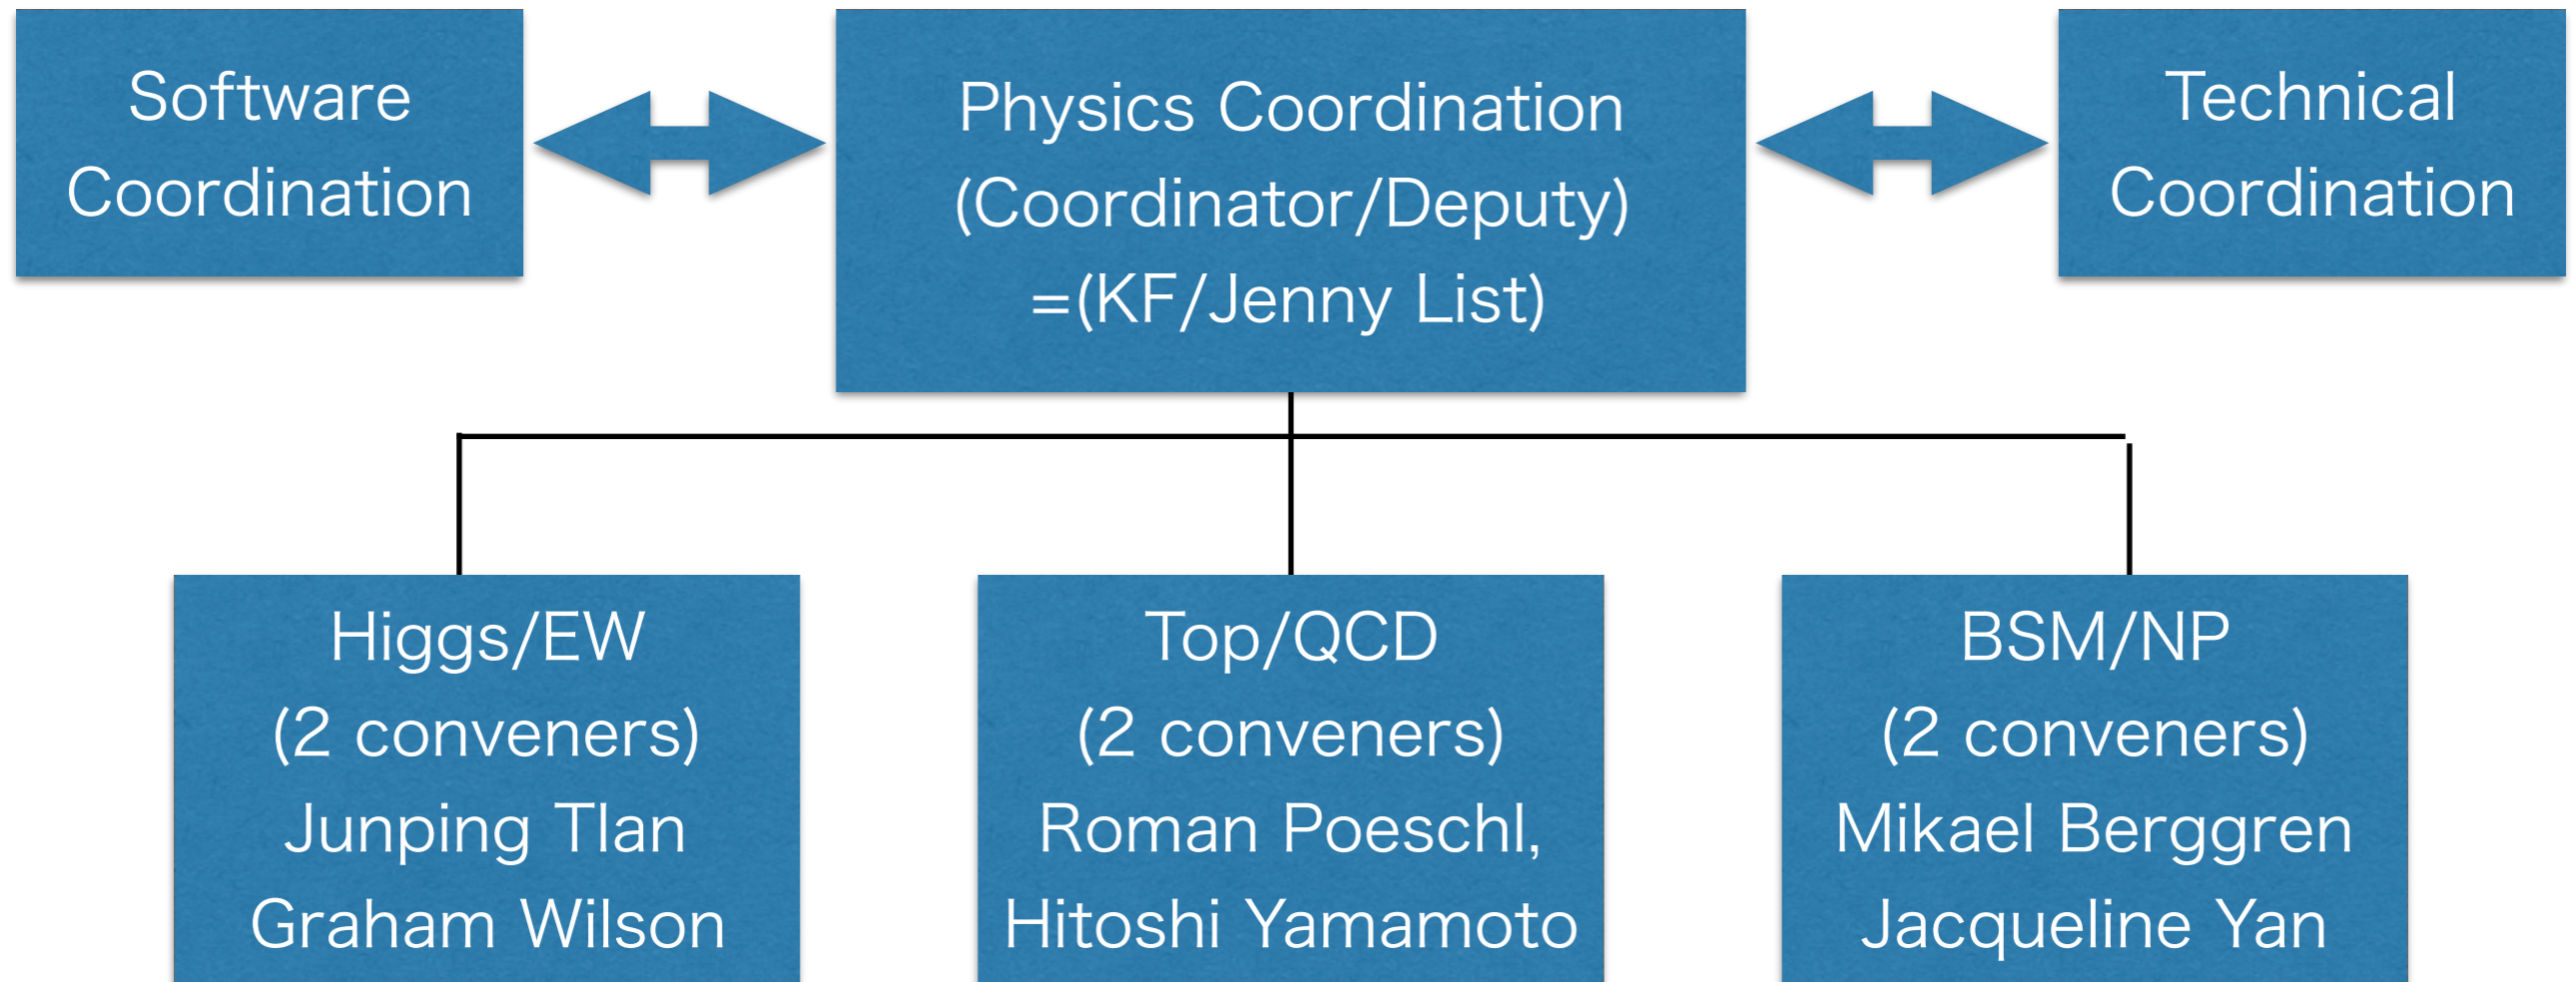 Software
Coordination
Physics Coordination
(Coordinator/Deputy)
=(KF/Jenny List)
Technical
Coordination
Higgs/EW
(2 conveners)
Junping Tlan
Graham Wilson
Top/QCD
(2 conveners)
Roman Poeschl,
Hitoshi Yamamoto
BSM/NP
(2 conveners)
Mikael Berggren
Jacqueline Yan